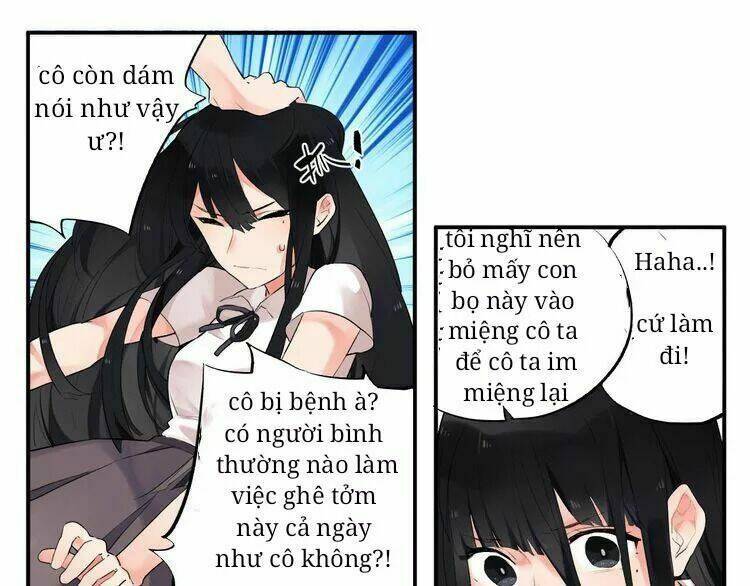 cô còn dám
nói như vậy
ư?!
抓!
cô bị bệnh à?
có người bình
thường nào làm
việc ghê tởm
này cả ngày
như cô không?!
tôi nghĩ nên
bỏ mấy con
bọ này vào
miệng cô ta
để cô ta im
miệng lại
Haha..!
cứ làm
đi!